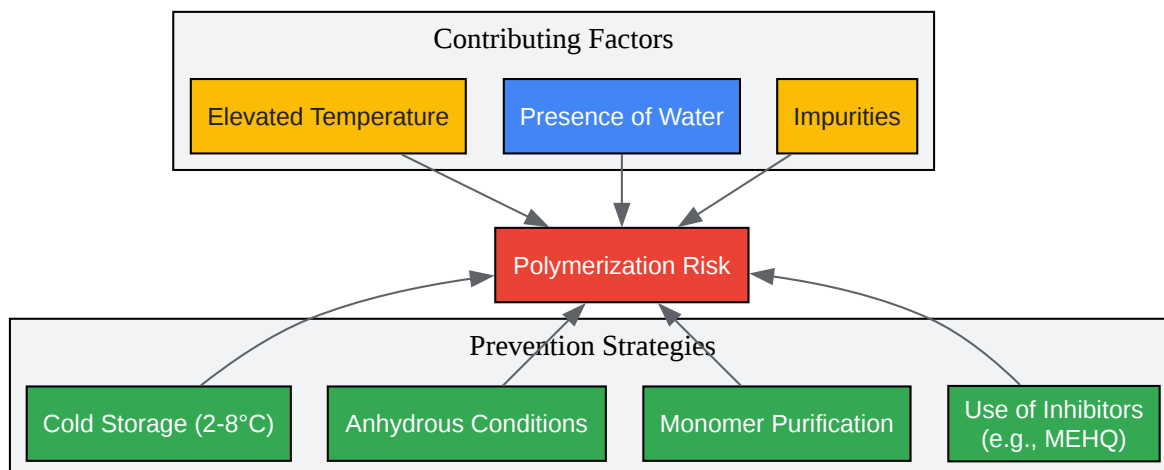 Contributing Factors
Elevated Temperature
Presence of Water
Impurities
Polymerization Risk
Prevention Strategies
Cold Storage (2-8°C)
Anhydrous Conditions
Monomer Purification
Use of Inhibitors
(e.g., MEHQ)